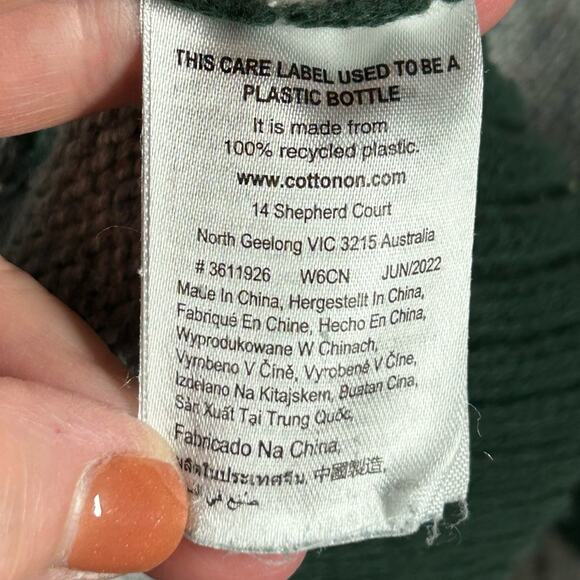 THIS CARE LABEL USED TO BE A
PLASTIC BOTTLE
It is made from
100% recycled plastic.
www.cottonon.com
14 Shepherd Court
North Geelong VIC 3215 Australia
# 3611926 W6CN JUN/2022
Made In China, Hergestellt In China,
Fabriqué En Chine, Hecho En China,
Wyprodukowane W Chinach,
Vyrobeno V Číně, Vyrobené V Číne,
Izdelano Na Kitajskem, Buatan Cina,
Sản Xuất Tại Trung Quốc,
Fabricado Na China,
ผลิตในประเทศจีน, 中國製造,
صنع في